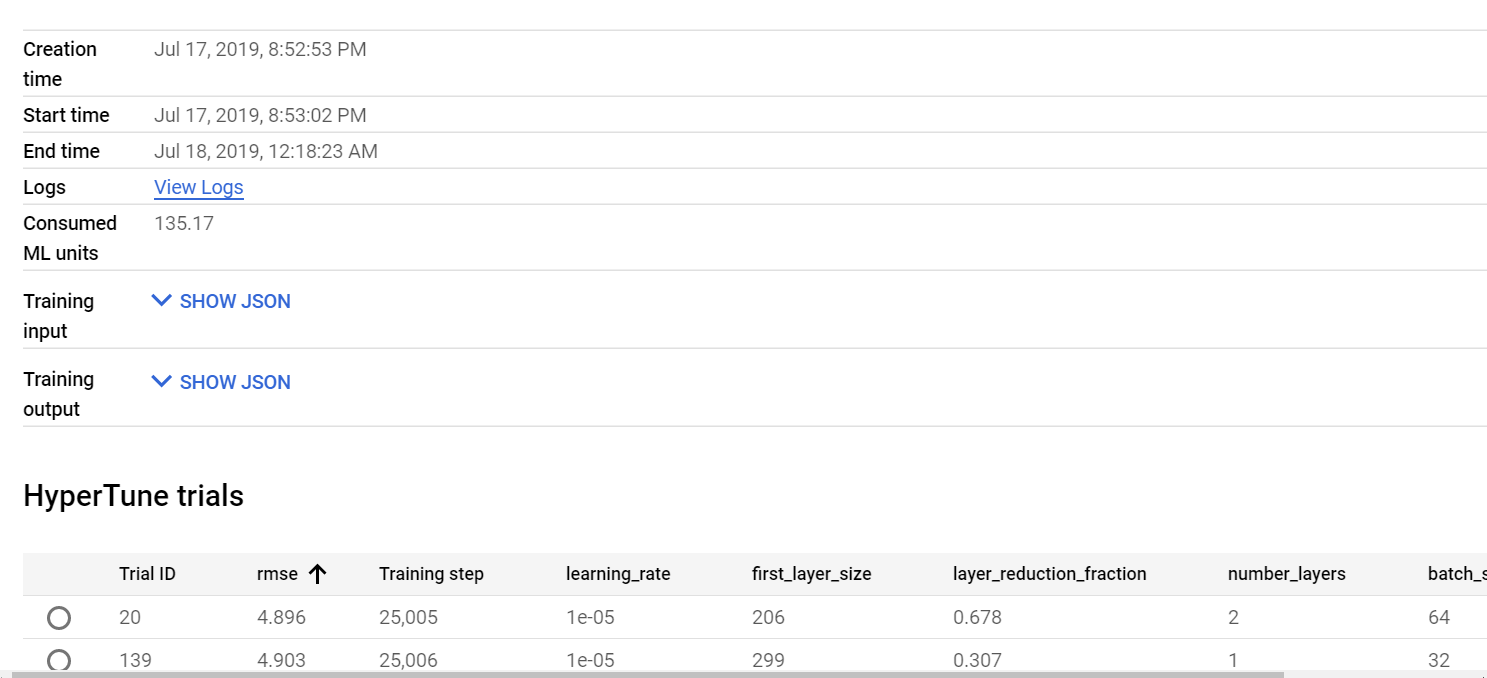 Creation time Jul 17, 2019, 8:52:53 PM
Start time Jul 17, 2019, 8:53:02 PM
End time Jul 18, 2019, 12:18:23 AM
Logs View Logs
Consumed ML units 135.17
Training input SHOW JSON
Training output SHOW JSON
HyperTune trials
Trial ID rmse Training step learning_rate first_layer_size layer_reduction_fraction number_layers batch_s
20 4.896 25,005 1e-05 206 0.678 2 64
139 4.903 25,006 1e-05 299 0.307 1 32